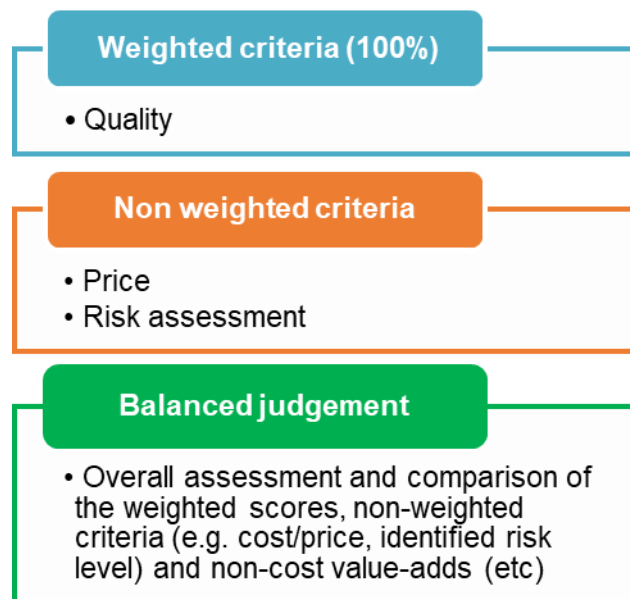 Weighted criteria (100%)
• Quality
Non weighted criteria
• Price
• Risk assessment
Balanced judgement
• Overall assessment and comparison of
the weighted scores, non-weighted
criteria (e.g. cost/price, identified risk
level) and non-cost value-adds (etc)